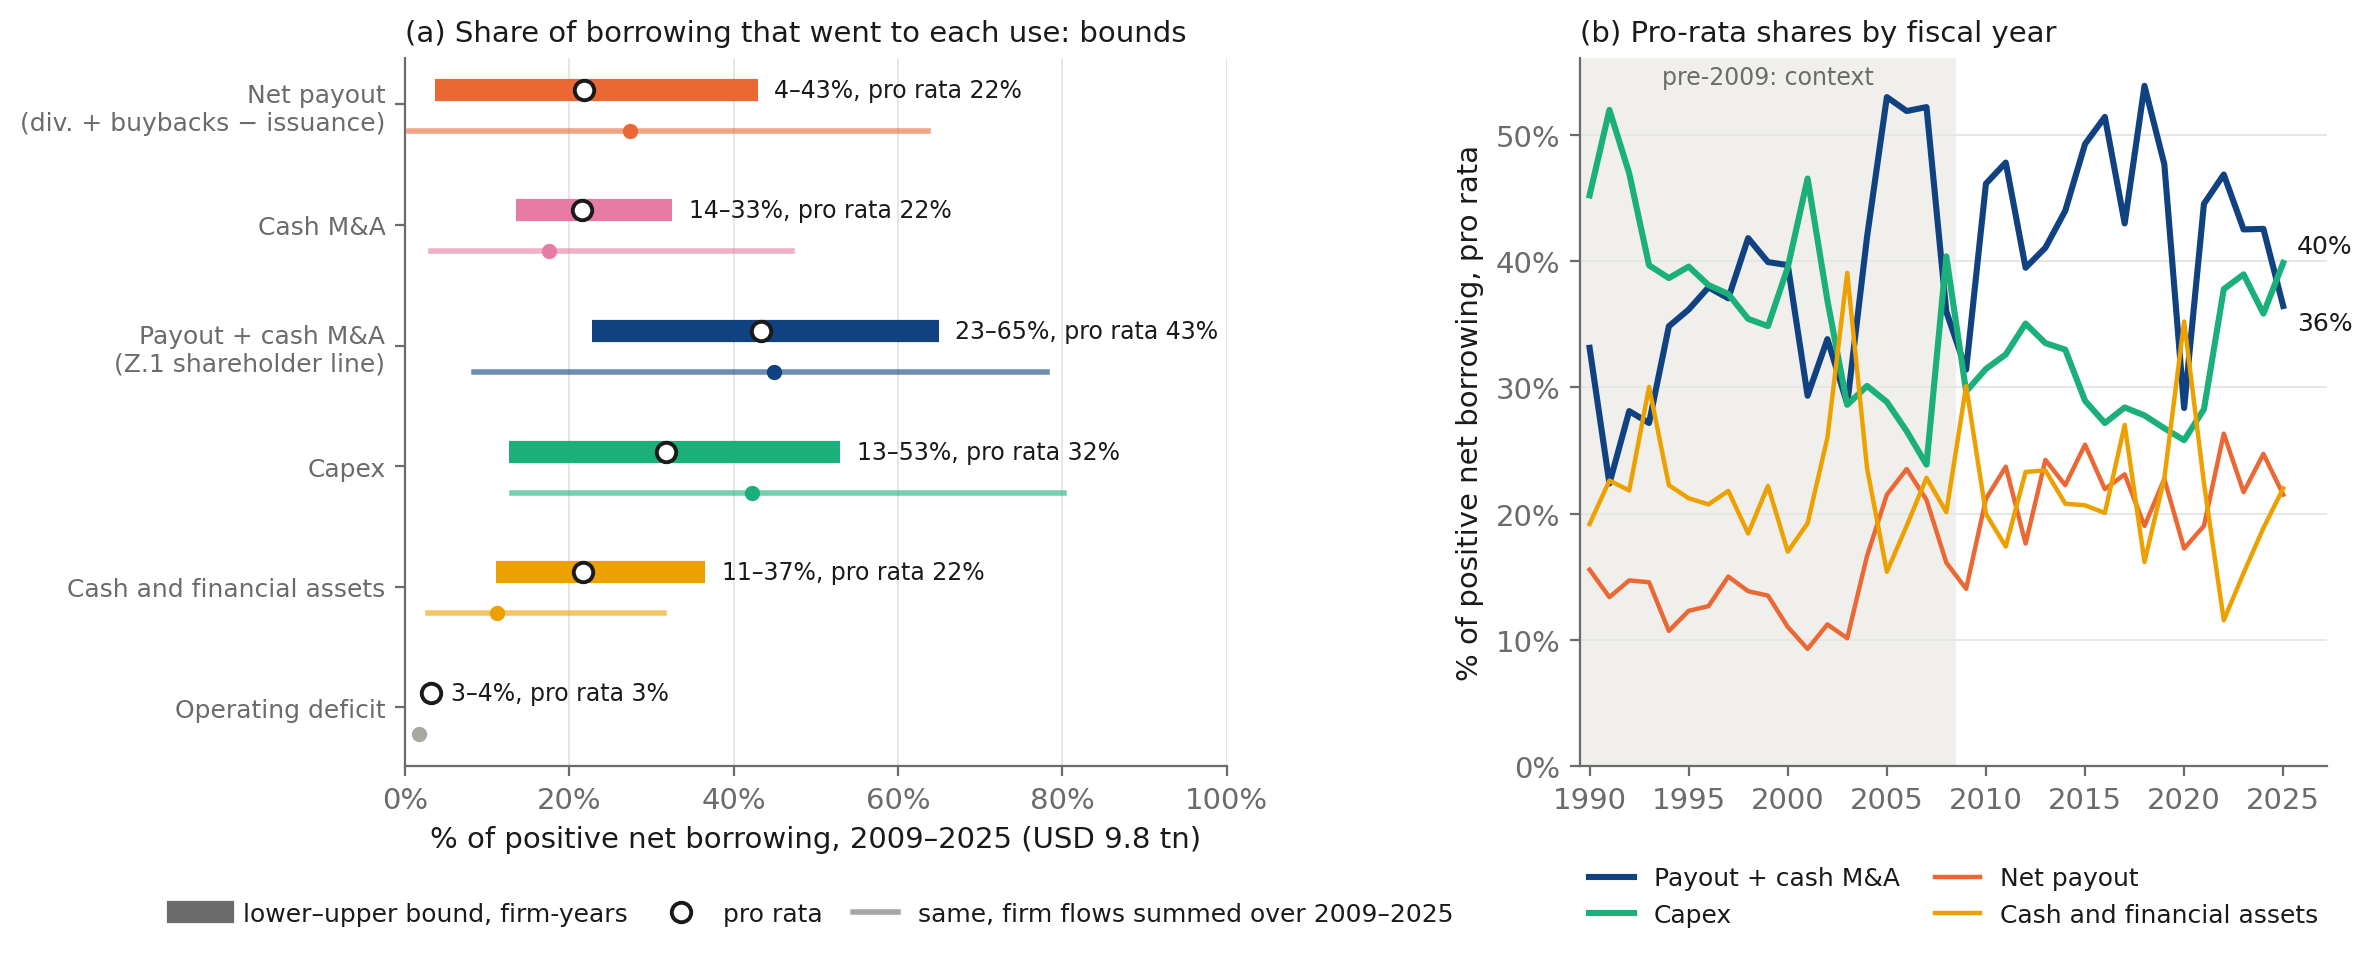 (a) Share of borrowing that went to each use: bounds
Net payout
(div. + buybacks − issuance)
4–43%, pro rata 22%
Cash M&A
14–33%, pro rata 22%
Payout + cash M&A
(Z.1 shareholder line)
23–65%, pro rata 43%
Capex
13–53%, pro rata 32%
Cash and financial assets
11–37%, pro rata 22%
Operating deficit
3–4%, pro rata 3%
0% 20% 40% 60% 80% 100%
% of positive net borrowing, 2009–2025 (USD 9.8 tn)
lower–upper bound, firm-years
pro rata
same, firm flows summed over 2009–2025
(b) Pro-rata shares by fiscal year
pre-2009: context
% of positive net borrowing, pro rata
50%
40%
30%
20%
10%
0%
40%
36%
1990 1995 2000 2005 2010 2015 2020 2025
Payout + cash M&A
Capex
Net payout
Cash and financial assets